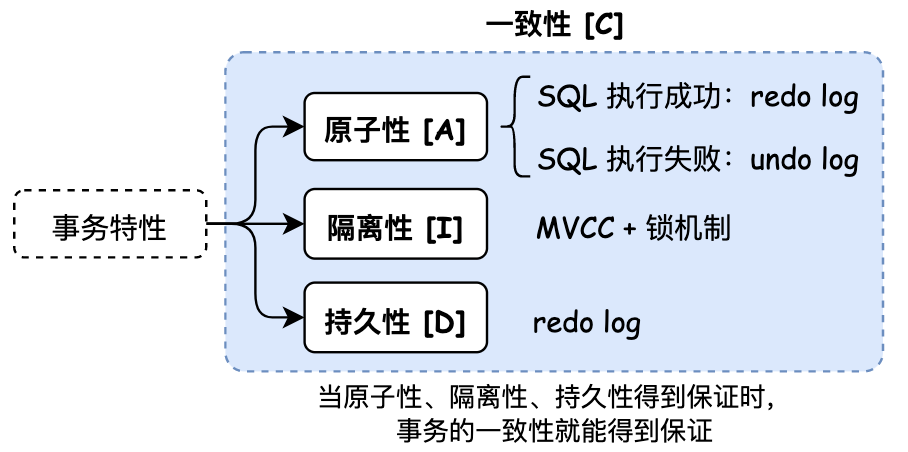 一致性 [C]
原子性 [A]
SQL 执行成功：redo log
SQL 执行失败：undo log
事务特性
隔离性 [I]
MVCC + 锁机制
持久性 [D]
redo log
当原子性、隔离性、持久性得到保证时，
事务的一致性就能得到保证